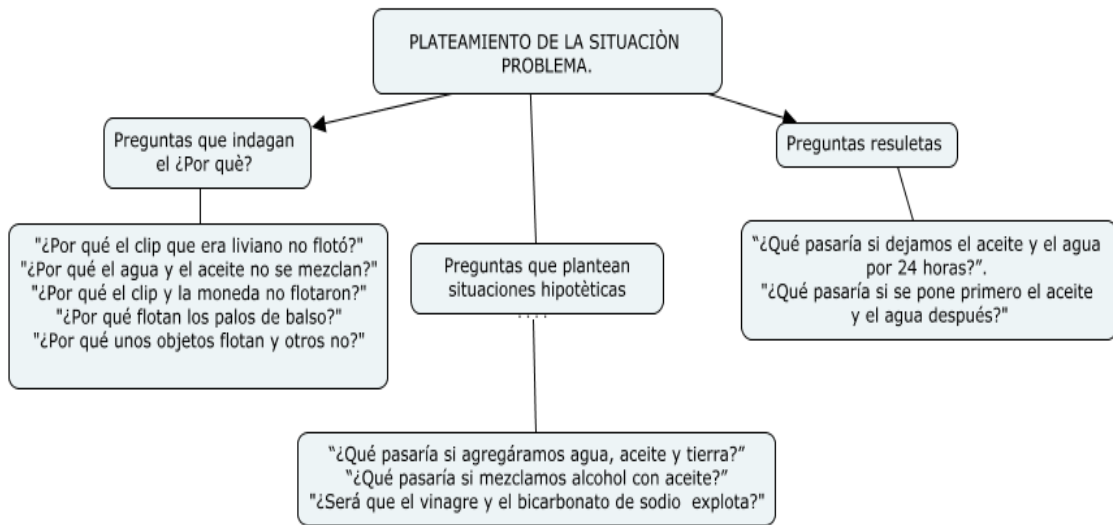 PLATEAMIENTO DE LA SITUACIÒN
PROBLEMA.
Preguntas que indagan
el ¿Por què?
Preguntas resuletas
"¿Por qué el clip que era liviano no flotó?"
"¿Por qué el agua y el aceite no se mezclan?"
"¿Por qué el clip y la moneda no flotaron?"
"¿Por qué flotan los palos de balso?"
"¿Por qué unos objetos flotan y otros no?"
Preguntas que plantean
situaciones hipotèticas
....
“¿Qué pasaría si dejamos el aceite y el agua
por 24 horas?”.
"¿Qué pasaría si se pone primero el aceite
y el agua después?"
“¿Qué pasaría si agregáramos agua, aceite y tierra?”
“¿Qué pasaría si mezclamos alcohol con aceite?”
"¿Será que el vinagre y el bicarbonato de sodio  explota?"